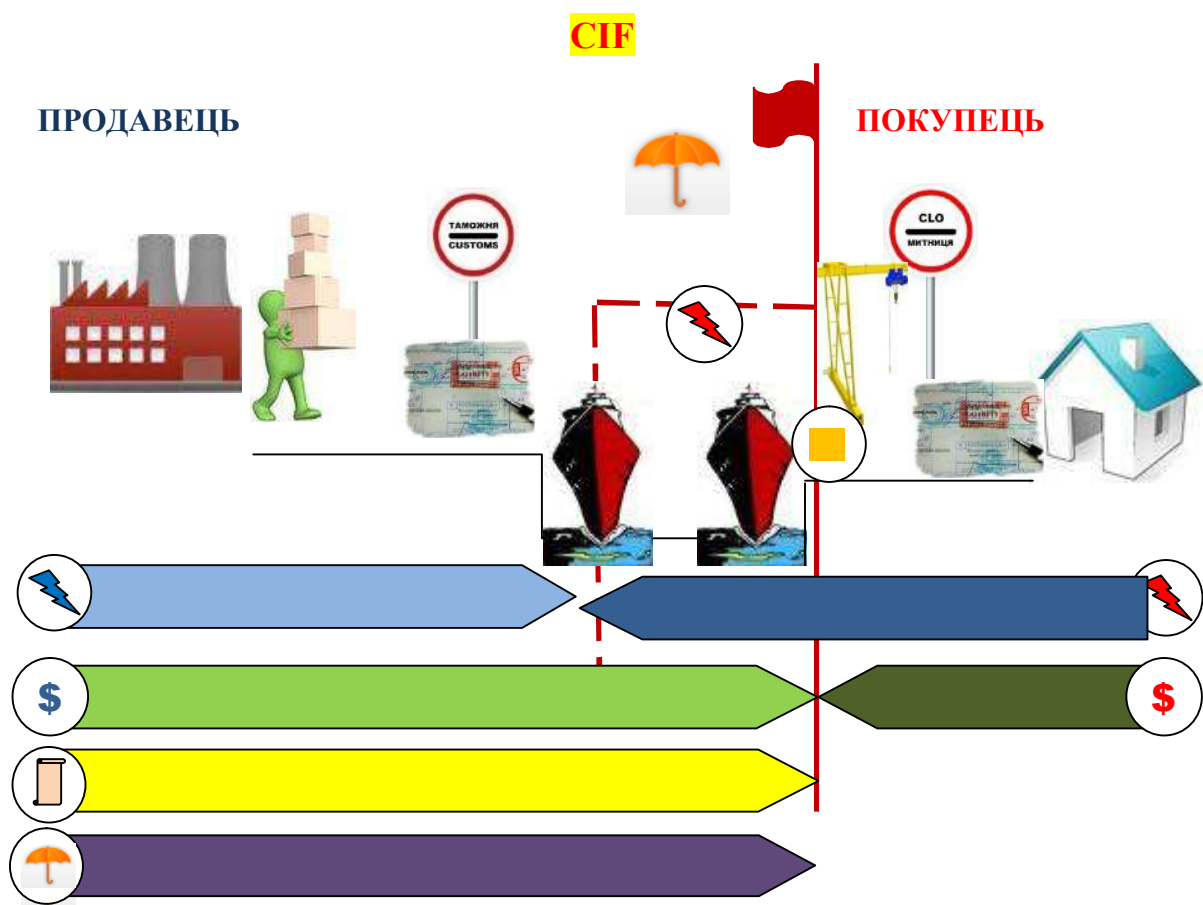 CIF
ПРОДАВЕЦЬ
ПОКУПЕЦЬ
ТАМОЖНЯ
CUSTOMS
CLO
МИТНИЦЯ
$
$